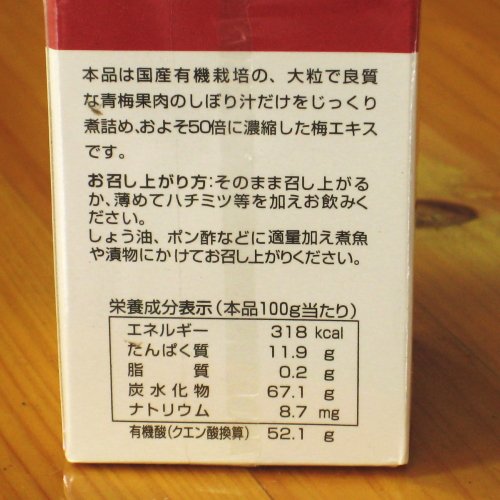 本品は国産有機栽培の、大粒で良質
な青梅果肉のしぼり汁だけをじっくり
煮詰め、およそ50倍に濃縮した梅エキス
です。
お召し上がり方:そのまま召し上がる
か、薄めてハチミツ等を加えお飲みく
ださい。
しょう油、ポン酢などに適量加え煮魚
や漬物にかけてお召し上がりください。
栄養成分表示(本品100g当たり)
エネルギー 318 kcal
たんぱく質 11.9 g
脂質 0.2 g
炭水化物 67.1 g
ナトリウム 8.7 mg
有機酸(クエン酸換算) 52.1 g